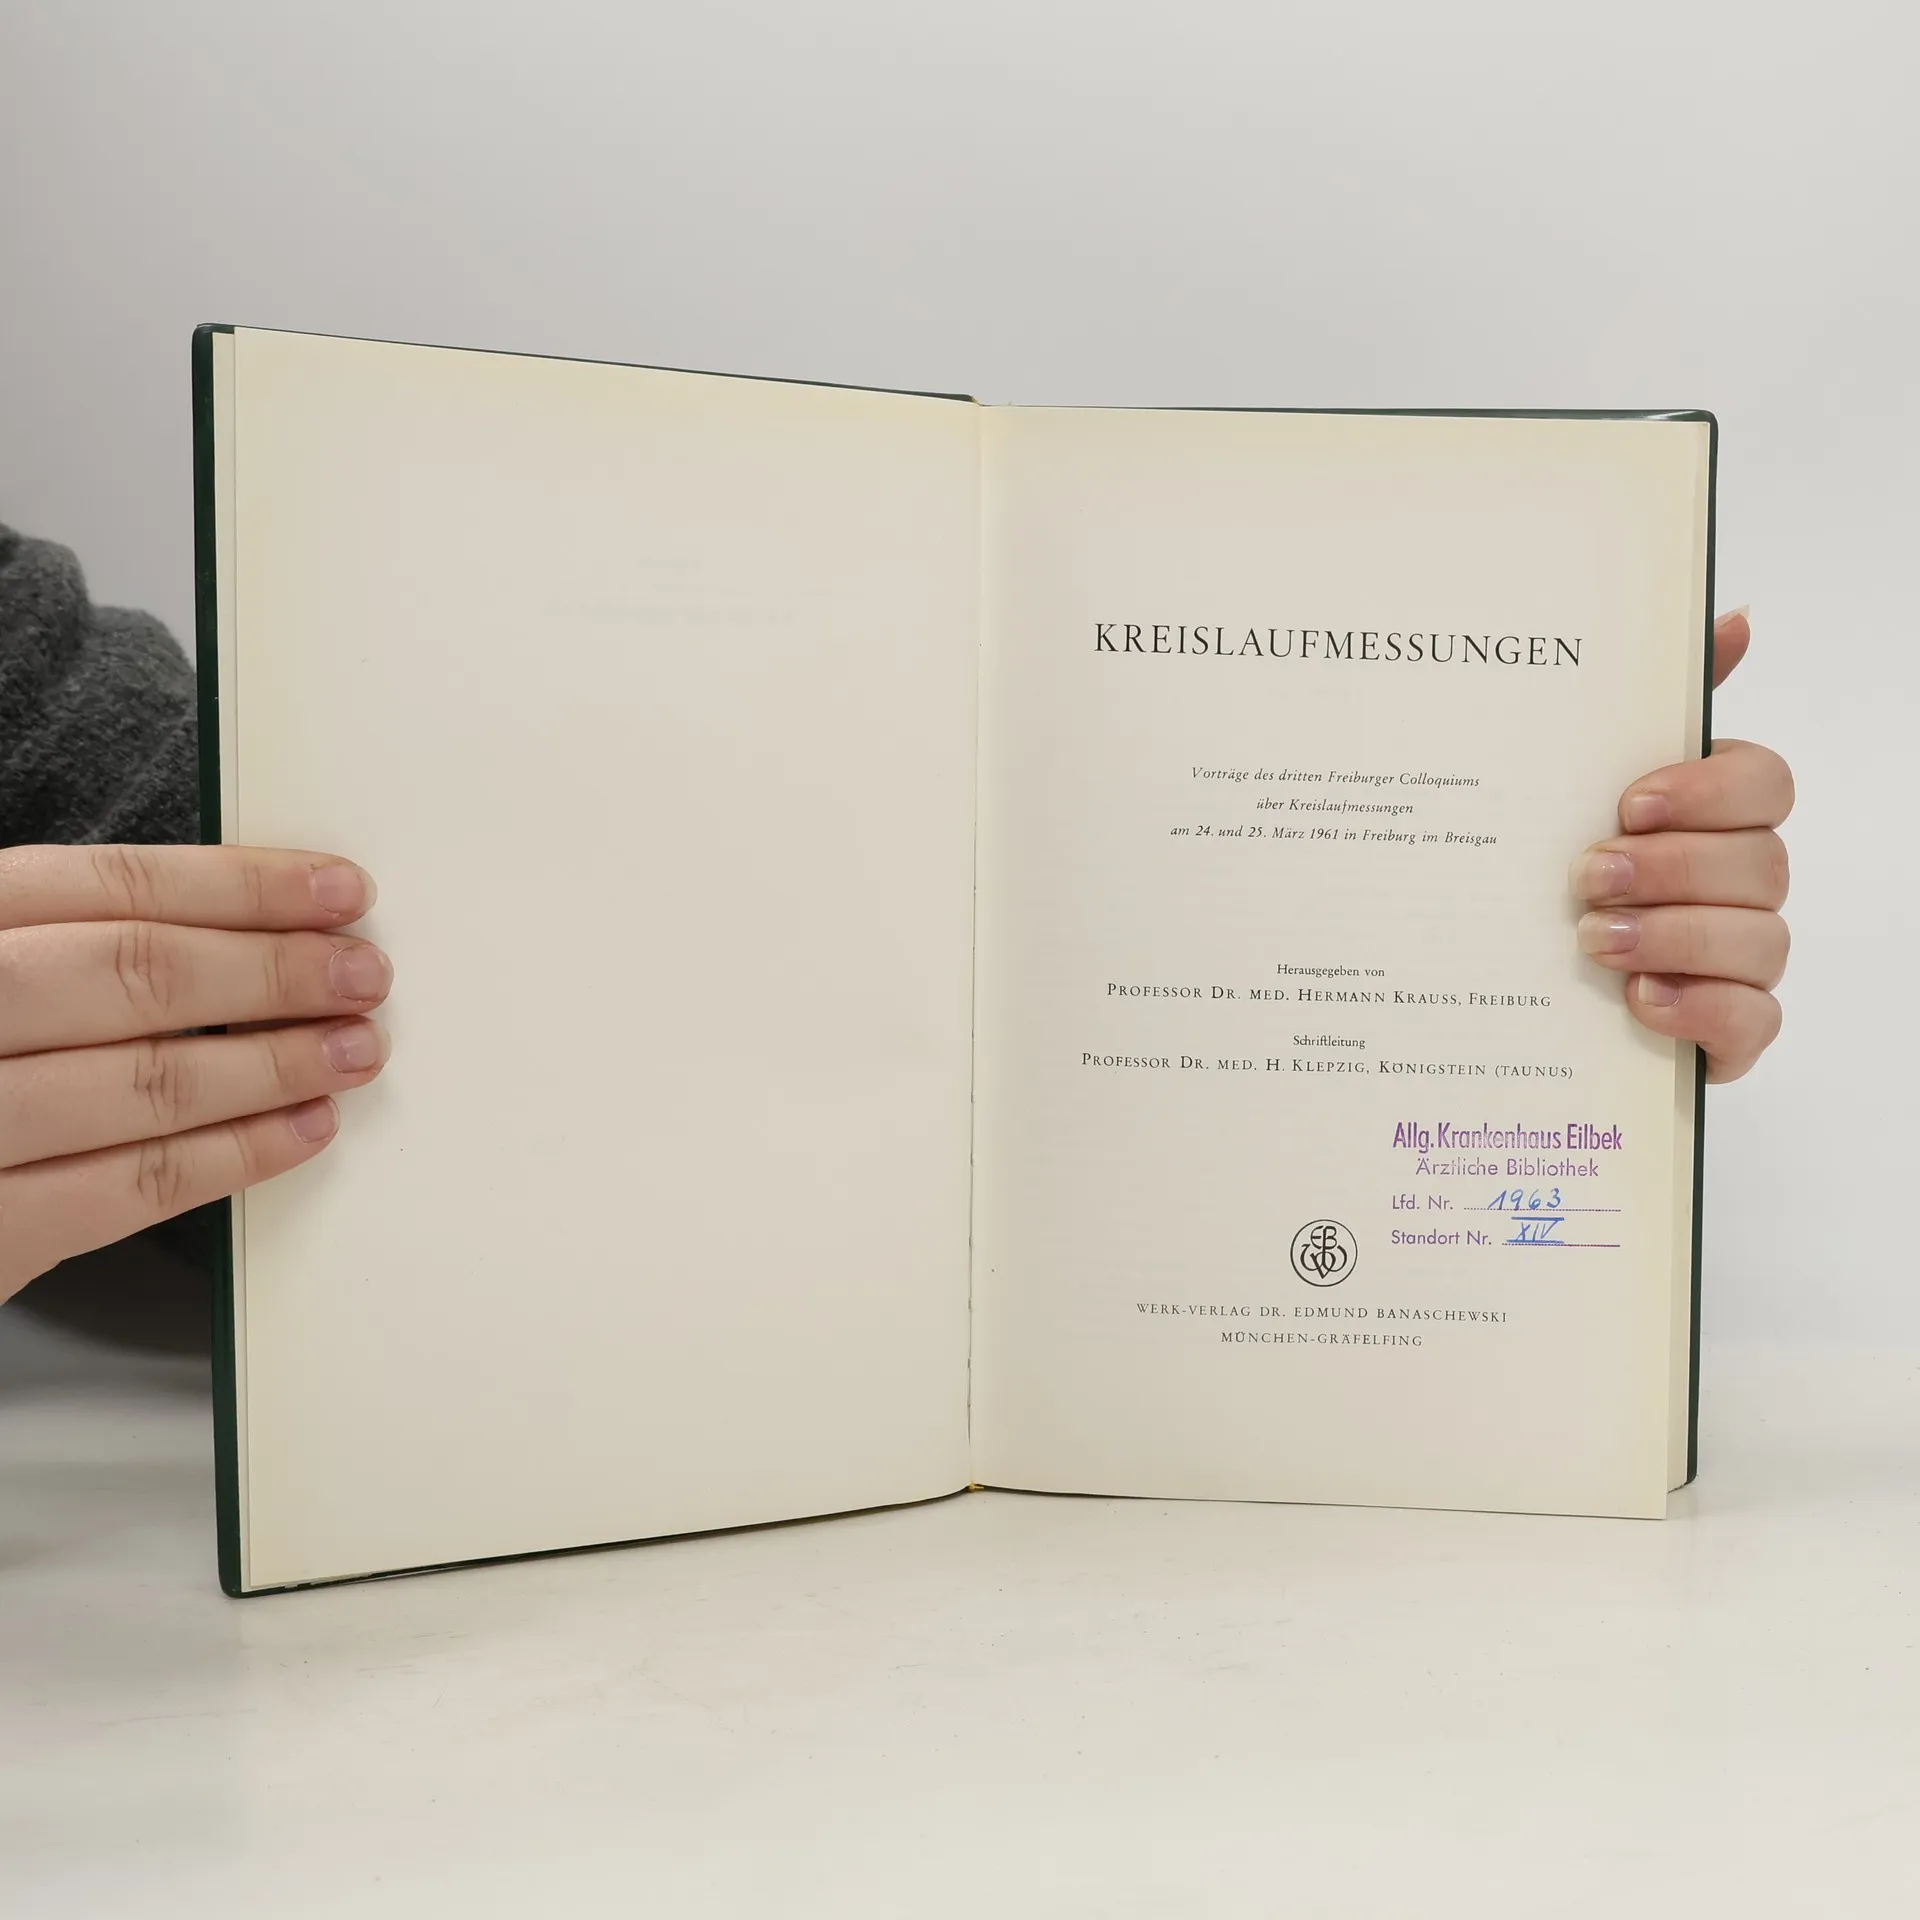 KREISLAUFMESSUNGEN
Vorträge des dritten Freiburger Colloquiums
über Kreislaufmessungen
am 24. und 25. März 1961 in Freiburg im Breisgau
Herausgegeben von
PROFESSOR DR. MED. HERMANN KRAUSS, FREIBURG
Schriftleitung
PROFESSOR DR. MED. H. KLEPZIG, KÖNIGSTEIN (TAUNUS)
Allg. Krankenhaus Eilbek
Ärztliche Bibliothek
Lfd. Nr. 1963
Standort Nr. XIV
WERK-VERLAG DR. EDMUND BANASCHEWSKI
MÜNCHEN-GRÄFELFING